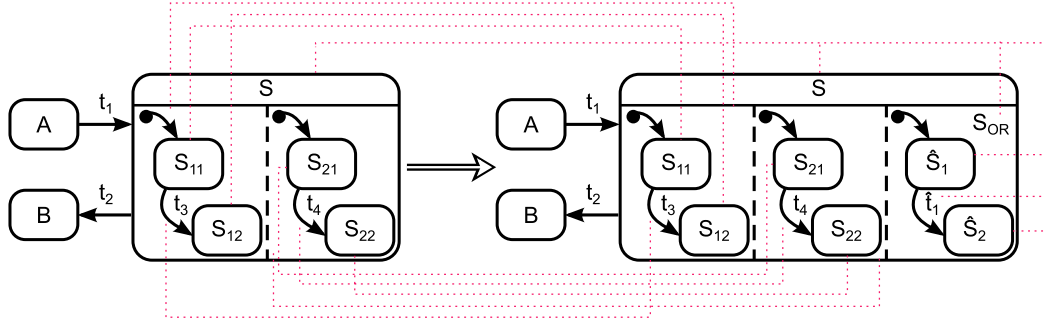 S S
A t₁ A t₁
S₁₁ S₂₁ S₁₁ S₂₁ S_OR Ŝ₁
B t₂ t₃ t₄ B t₂ t₃ t₄ t̂₁
S₁₂ S₂₂ S₁₂ S₂₂ Ŝ₂